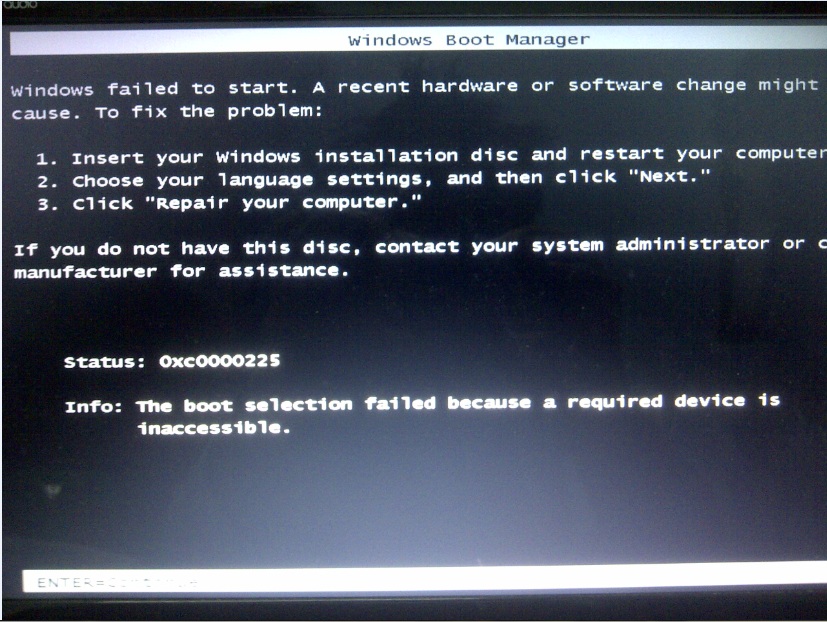 audio
Windows Boot Manager
Windows failed to start. A recent hardware or software change might
cause. To fix the problem:
1. Insert your Windows installation disc and restart your computer
2. Choose your language settings, and then click "Next."
3. Click "Repair your computer."
If you do not have this disc, contact your system administrator or c
manufacturer for assistance.
Status: 0xc0000225
Info: The boot selection failed because a required device is
inaccessible.
ENTER=Continue